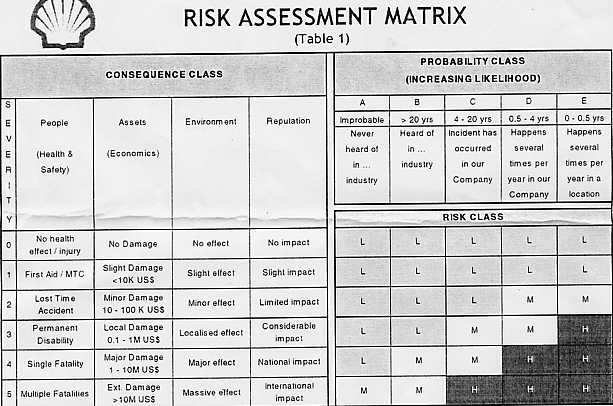 RISK ASSESSMENT MATRIX
(Table 1)
CONSEQUENCE CLASS
PROBABILITY CLASS
(INCREASING LIKELIHOOD)
SEVERITY
People
(Health &
Safety)
Assets
(Economics)
Environment
Reputation
A B C D E
Improbable > 20 yrs 4 - 20 yrs 0.5 - 4 yrs 0 - 0.5 yrs
Never
heard of
in ...
industry
Heard of
in ...
industry
Incident has
occurred
in our
Company
Happens
several
times per
year in our
Company
Happens
several
times per
year in a
location
RISK CLASS
0 No health effect / injury No Damage No effect No impact L L L L L
1 First Aid / MTC Slight Damage <10K US$ Slight effect Slight impact L L L L L
2 Lost Time Accident Minor Damage 10 - 100 K US$ Minor effect Limited impact L L L M M
3 Permanent Disability Local Damage 0.1 - 1M US$ Localised effect Considerable impact L L M M H
4 Single Fatality Major Damage 1 - 10M US$ Major effect National impact L M M H H
5 Multiple Fatalities Ext. Damage >10M US$ Massive effect International impact M M H H H